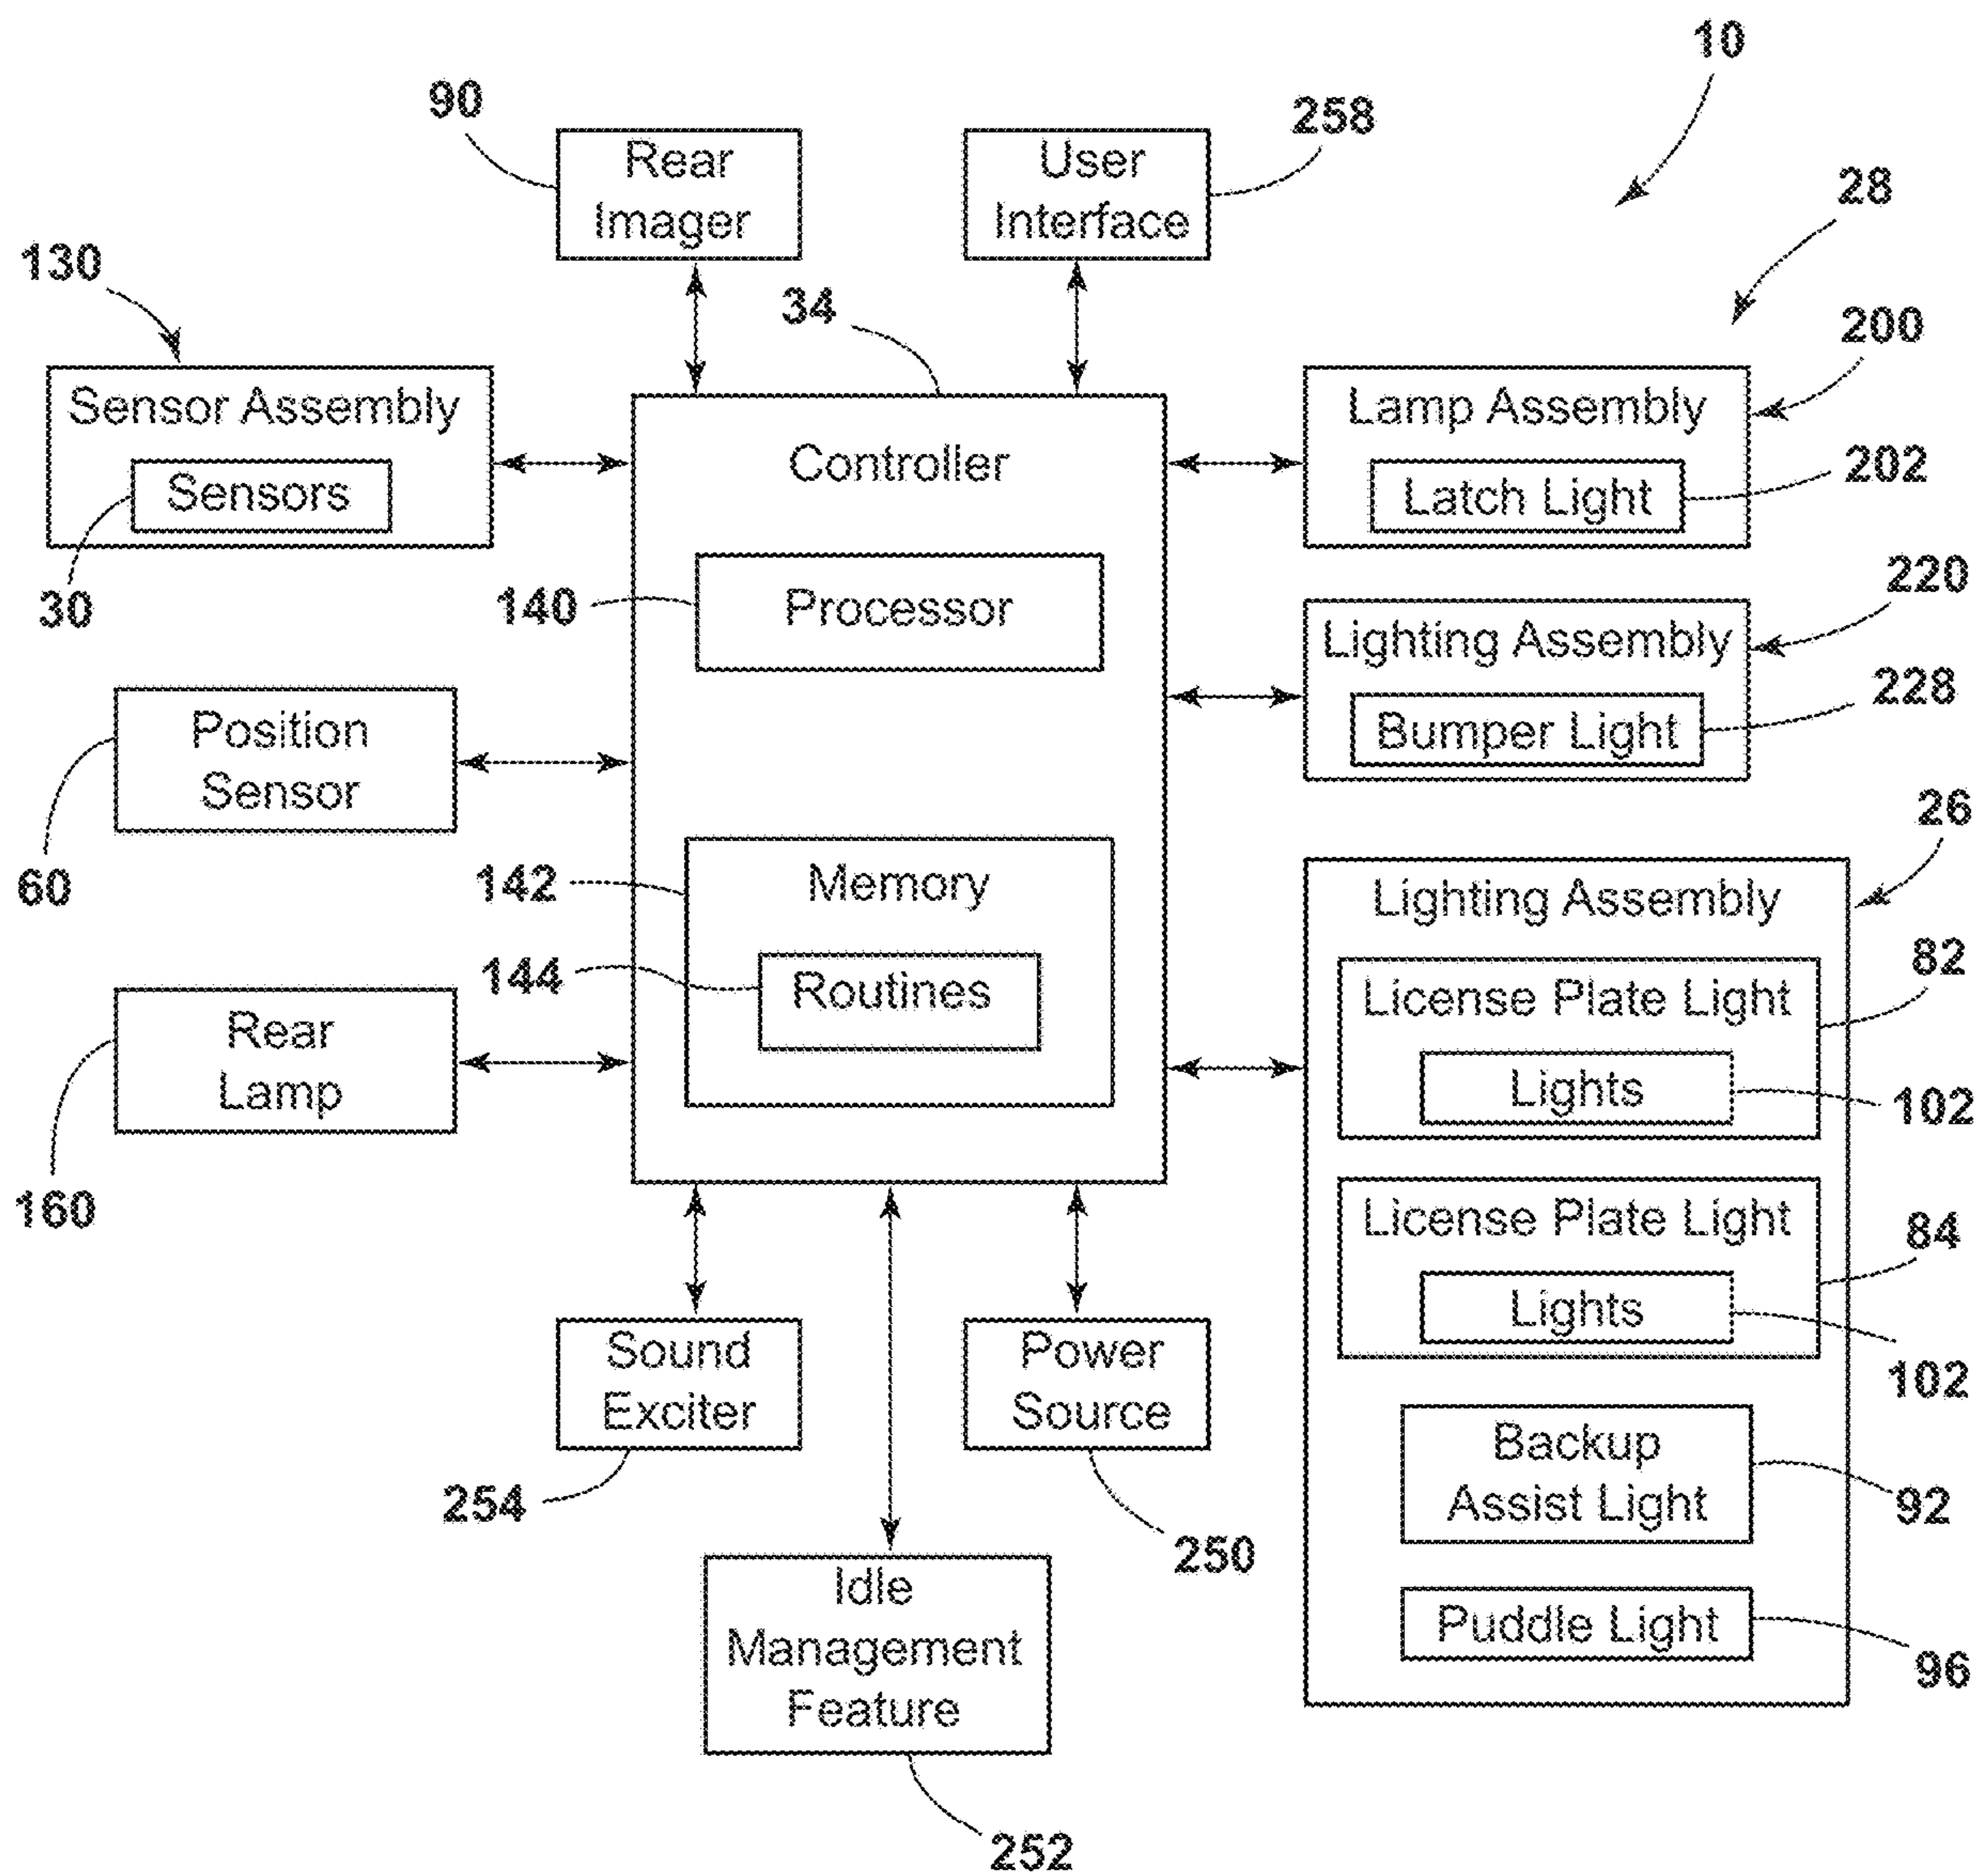 10
90
258
Rear
Imager
User
Interface
28
130
34
200
Sensor Assembly
Sensors
30
Controller
Lamp Assembly
Latch Light
202
140
Processor
220
Lighting Assembly
Bumper Light
228
Position
Sensor
60
26
142
Memory
144
Routines
Lighting Assembly
82
License Plate Light
Lights
102
Rear
Lamp
160
License Plate Light
84
Lights
102
Sound
Exciter
254
Power
Source
250
Backup
Assist Light
92
Idle
Management
Feature
252
Puddle Light
96